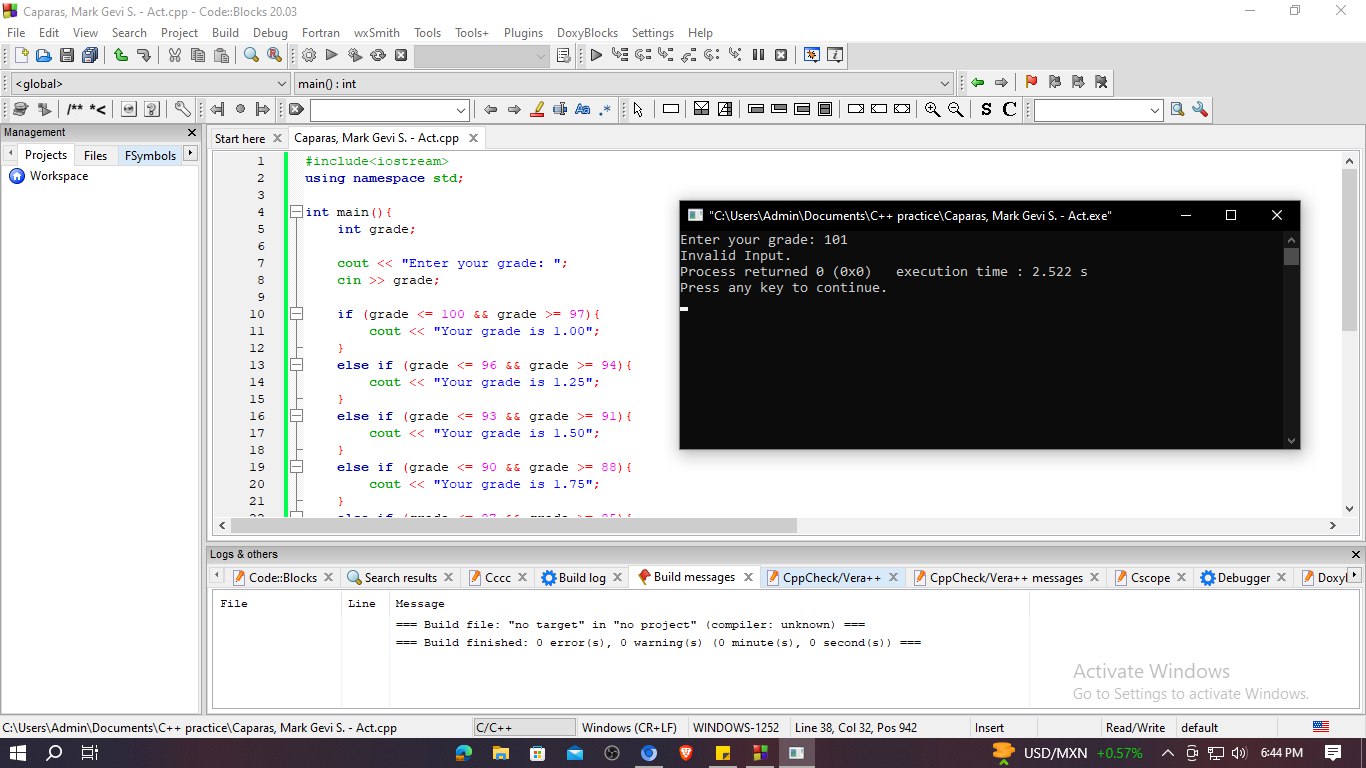 Caparas, Mark Gevi S. - Act.cpp - Code::Blocks 20.03
File Edit View Search Project Build Debug Fortran wxSmith Tools Tools+ Plugins DoxyBlocks Settings Help
<global> main() : int
/** *< Aa .* S C
Management
Projects Files FSymbols
Workspace
Start here Caparas, Mark Gevi S. - Act.cpp
1 #include<iostream>
2 using namespace std;
3
4 int main(){
5 int grade;
6
7 cout << "Enter your grade: ";
8 cin >> grade;
9
10 if (grade <= 100 && grade >= 97){
11 cout << "Your grade is 1.00";
12 }
13 else if (grade <= 96 && grade >= 94){
14 cout << "Your grade is 1.25";
15 }
16 else if (grade <= 93 && grade >= 91){
17 cout << "Your grade is 1.50";
18 }
19 else if (grade <= 90 && grade >= 88){
20 cout << "Your grade is 1.75";
21 }
"C:\Users\Admin\Documents\C++ practice\Caparas, Mark Gevi S. - Act.exe"
Enter your grade: 101
Invalid Input.
Process returned 0 (0x0) execution time : 2.522 s
Press any key to continue.
Logs & others
Code::Blocks Search results Cccc Build log Build messages CppCheck/Vera++ CppCheck/Vera++ messages Cscope Debugger Doxyl
File Line Message
=== Build file: "no target" in "no project" (compiler: unknown) ===
=== Build finished: 0 error(s), 0 warning(s) (0 minute(s), 0 second(s)) ===
Activate Windows
Go to Settings to activate Windows.
C:\Users\Admin\Documents\C++ practice\Caparas, Mark Gevi S. - Act.cpp C/C++ Windows (CR+LF) WINDOWS-1252 Line 38, Col 32, Pos 942 Insert Read/Write default
USD/MXN +0.57% 6:44 PM